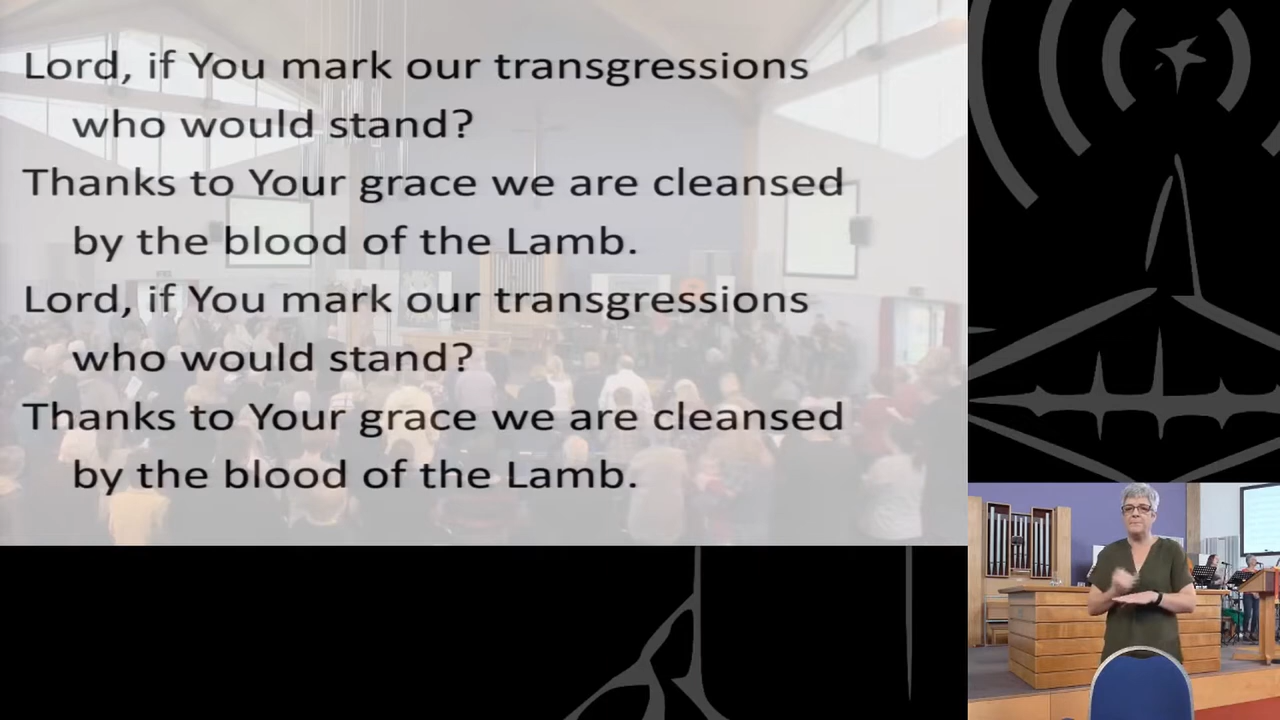 Lord, if You mark our transgressions
who would stand?
Thanks to Your grace we are cleansed
by the blood of the Lamb.
Lord, if You mark our transgressions
who would stand?
Thanks to Your grace we are cleansed
by the blood of the Lamb.